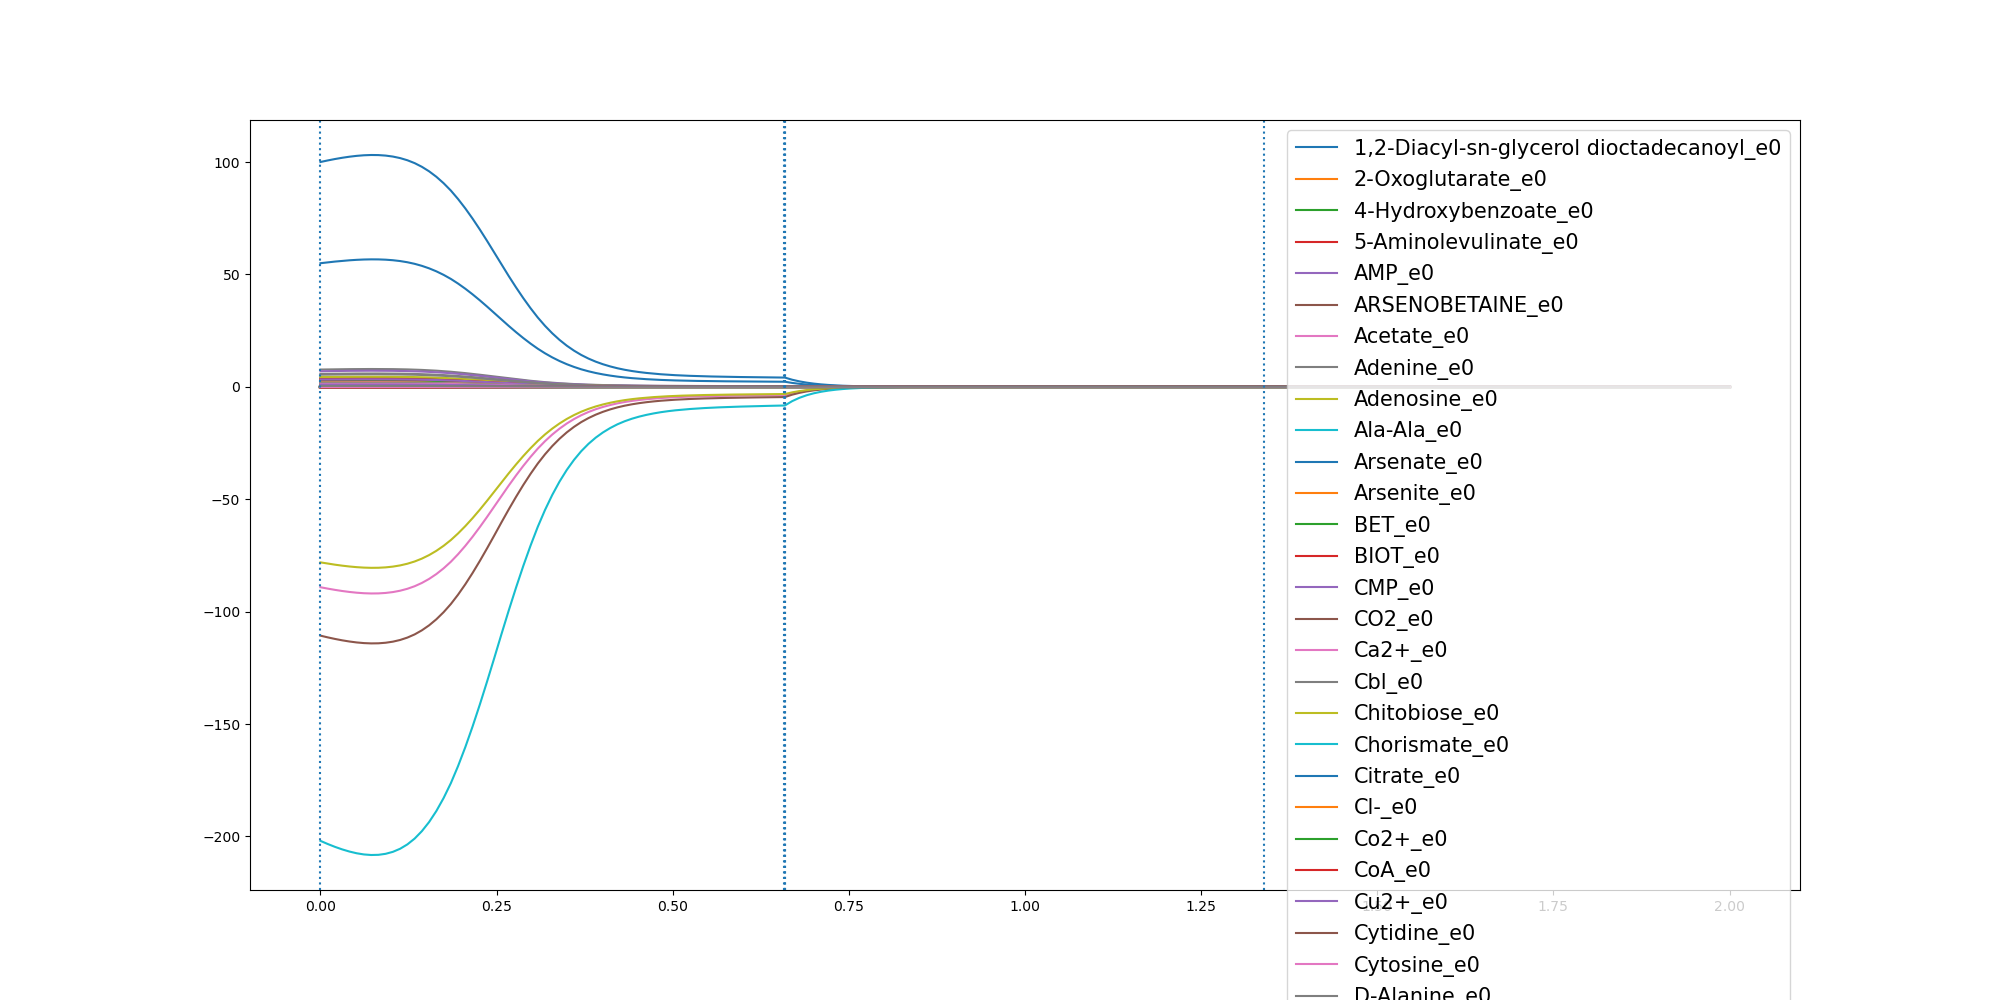 100
50
0
−50
−100
−150
−200
0.00
0.25
0.50
0.75
1.00
1.25
1.75
2.00
1,2-Diacyl-sn-glycerol dioctadecanoyl_e0
2-Oxoglutarate_e0
4-Hydroxybenzoate_e0
5-Aminolevulinate_e0
AMP_e0
ARSENOBETAINE_e0
Acetate_e0
Adenine_e0
Adenosine_e0
Ala-Ala_e0
Arsenate_e0
Arsenite_e0
BET_e0
BIOT_e0
CMP_e0
CO2_e0
Ca2+_e0
Cbl_e0
Chitobiose_e0
Chorismate_e0
Citrate_e0
Cl-_e0
Co2+_e0
CoA_e0
Cu2+_e0
Cytidine_e0
Cytosine_e0
D-Alanine_e0